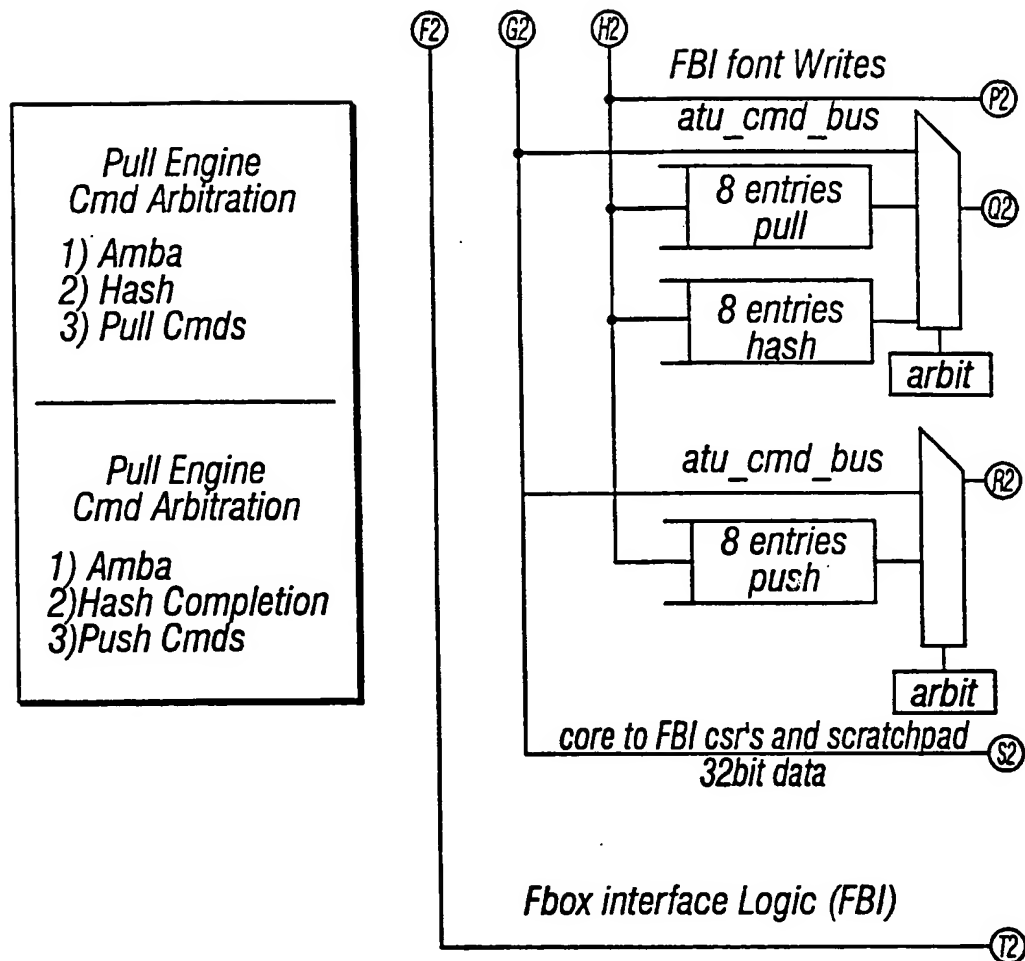 F2 G2 H2
FBI font Writes
P2
atu_cmd_bus
8 entries
pull
Q2
8 entries
hash
arbit
Pull Engine
Cmd Arbitration
1) Amba
2) Hash
3) Pull Cmds
Pull Engine
Cmd Arbitration
1) Amba
2)Hash Completion
3)Push Cmds
atu_cmd_bus
R2
8 entries
push
arbit
core to FBI csr's and scratchpad
32bit data
S2
Fbox interface Logic (FBI)
T2